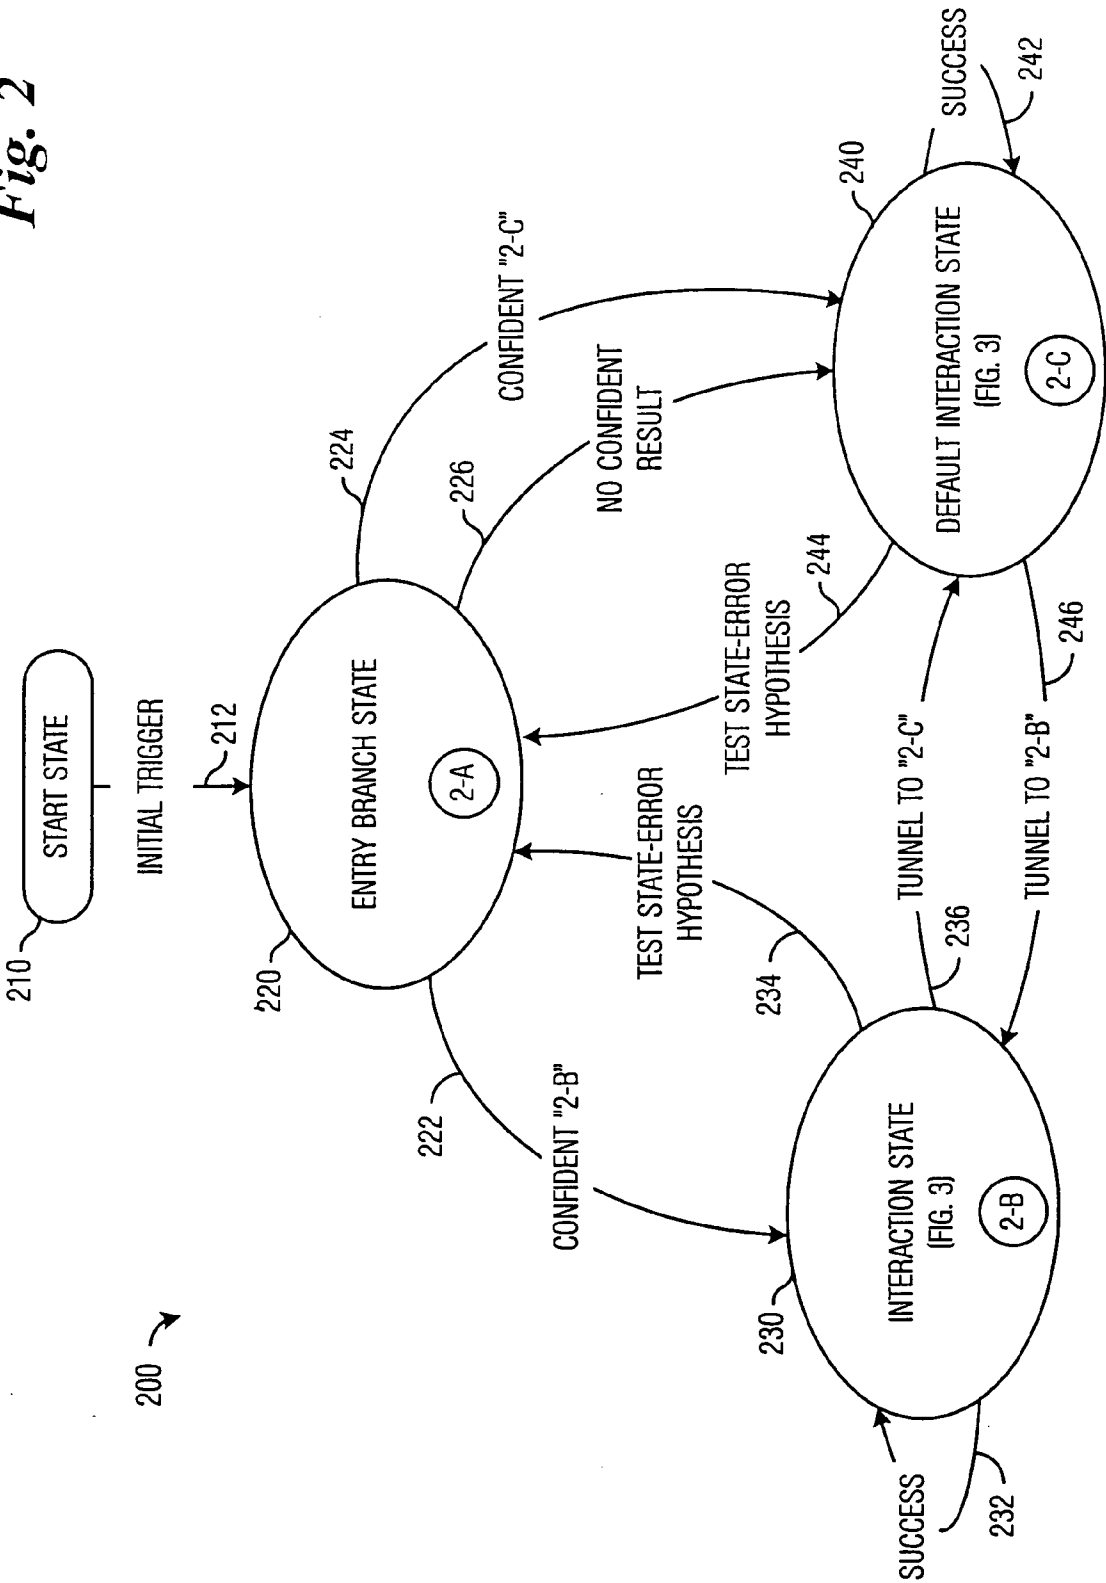 Fig. 2
200
210
START STATE
INITIAL TRIGGER
212
220
ENTRY BRANCH STATE
2-A
222
CONFIDENT "2-B"
224
CONFIDENT "2-C"
226
NO CONFIDENT
RESULT
TEST STATE-ERROR
HYPOTHESIS
234
TEST STATE-ERROR
HYPOTHESIS
244
230
INTERACTION STATE
(FIG. 3)
2-B
SUCCESS
232
236
TUNNEL TO "2-C"
TUNNEL TO "2-B"
246
240
DEFAULT INTERACTION STATE
(FIG. 3)
2-C
SUCCESS
242